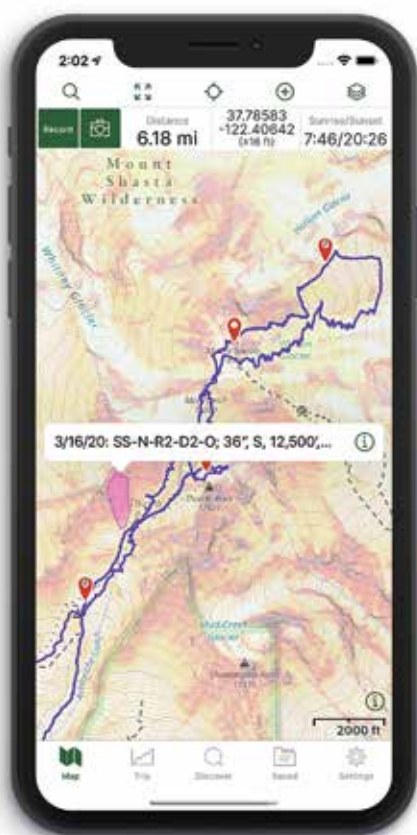 2:02
Record
Distance
6.18 mi
37.78583
-122.40642
(±16 ft)
Sunrise/Sunset
7:46/20:26
Mount
Shasta
Wilderness
Hotlum Glacier
Whitney Glacier
3/16/20: SS-N-R2-D2-O; 36", S, 12,500',...
Mud Creek
Glacier
2000 ft
Map
Trip
Discover
Saved
Settings